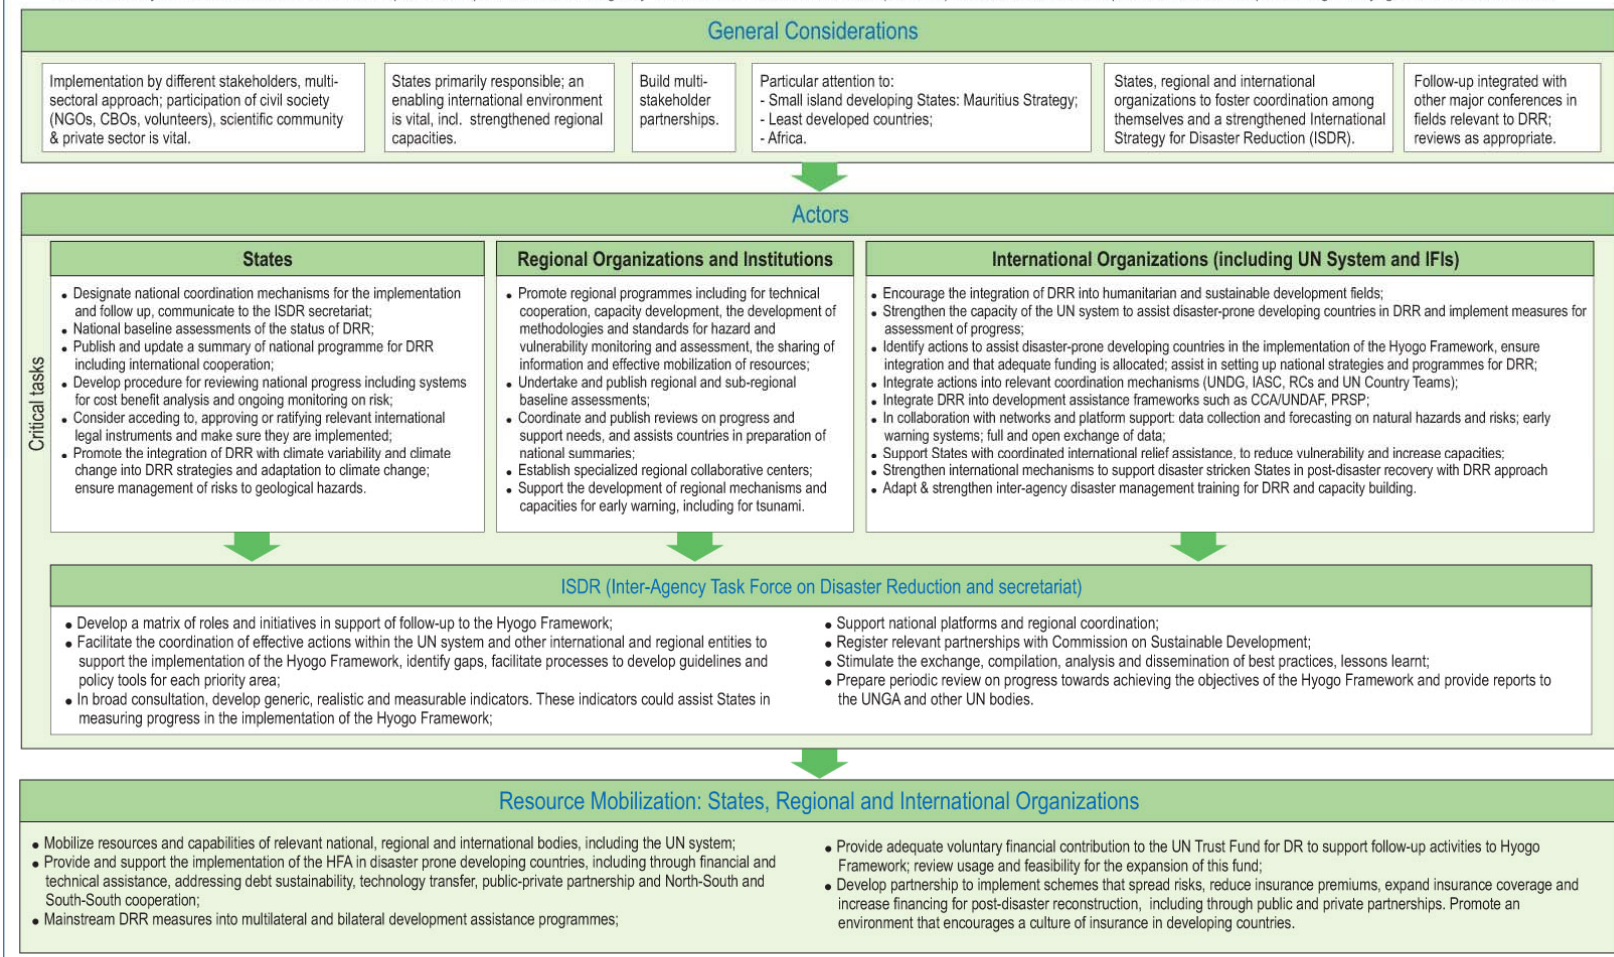 General Considerations
Implementation by different stakeholders, multi-
sectoral approach; participation of civil society
(NGOs, CBOs, volunteers), scientific community
& private sector is vital.
States primarily responsible; an
enabling international environment
is vital, incl. strengthened regional
capacities.
Build multi-
stakeholder
partnerships.
Particular attention to:
- Small island developing States: Mauritius Strategy;
- Least developed countries;
- Africa.
States, regional and international
organizations to foster coordination among
themselves and a strengthened International
Strategy for Disaster Reduction (ISDR).
Follow-up integrated with
other major conferences in
fields relevant to DRR;
reviews as appropriate.
Actors
Critical tasks
States
• Designate national coordination mechanisms for the implementation
and follow up, communicate to the ISDR secretariat;
• National baseline assessments of the status of DRR;
• Publish and update a summary of national programme for DRR
including international cooperation;
• Develop procedure for reviewing national progress including systems
for cost benefit analysis and ongoing monitoring on risk;
• Consider acceding to, approving or ratifying relevant international
legal instruments and make sure they are implemented;
• Promote the integration of DRR with climate variability and climate
change into DRR strategies and adaptation to climate change;
ensure management of risks to geological hazards.
Regional Organizations and Institutions
• Promote regional programmes including for technical
cooperation, capacity development, the development of
methodologies and standards for hazard and
vulnerability monitoring and assessment, the sharing of
information and effective mobilization of resources;
• Undertake and publish regional and sub-regional
baseline assessments;
• Coordinate and publish reviews on progress and
support needs, and assists countries in preparation of
national summaries;
• Establish specialized regional collaborative centers;
• Support the development of regional mechanisms and
capacities for early warning, including for tsunami.
International Organizations (including UN System and IFIs)
• Encourage the integration of DRR into humanitarian and sustainable development fields;
• Strengthen the capacity of the UN system to assist disaster-prone developing countries in DRR and implement measures for
assessment of progress;
• Identify actions to assist disaster-prone developing countries in the implementation of the Hyogo Framework, ensure
integration and that adequate funding is allocated; assist in setting up national strategies and programmes for DRR;
• Integrate actions into relevant coordination mechanisms (UNDG, IASC, RCs and UN Country Teams);
• Integrate DRR into development assistance frameworks such as CCA/UNDAF, PRSP;
• In collaboration with networks and platform support: data collection and forecasting on natural hazards and risks; early
warning systems; full and open exchange of data;
• Support States with coordinated international relief assistance, to reduce vulnerability and increase capacities;
• Strengthen international mechanisms to support disaster stricken States in post-disaster recovery with DRR approach
• Adapt & strengthen inter-agency disaster management training for DRR and capacity building.
ISDR (Inter-Agency Task Force on Disaster Reduction and secretariat)
• Develop a matrix of roles and initiatives in support of follow-up to the Hyogo Framework;
• Facilitate the coordination of effective actions within the UN system and other international and regional entities to
support the implementation of the Hyogo Framework, identify gaps, facilitate processes to develop guidelines and
policy tools for each priority area;
• In broad consultation, develop generic, realistic and measurable indicators. These indicators could assist States in
measuring progress in the implementation of the Hyogo Framework;
• Support national platforms and regional coordination;
• Register relevant partnerships with Commission on Sustainable Development;
• Stimulate the exchange, compilation, analysis and dissemination of best practices, lessons learnt;
• Prepare periodic review on progress towards achieving the objectives of the Hyogo Framework and provide reports to
the UNGA and other UN bodies.
Resource Mobilization: States, Regional and International Organizations
• Mobilize resources and capabilities of relevant national, regional and international bodies, including the UN system;
• Provide and support the implementation of the HFA in disaster prone developing countries, including through financial and
technical assistance, addressing debt sustainability, technology transfer, public-private partnership and North-South and
South-South cooperation;
• Mainstream DRR measures into multilateral and bilateral development assistance programmes;
• Provide adequate voluntary financial contribution to the UN Trust Fund for DR to support follow-up activities to Hyogo
Framework; review usage and feasibility for the expansion of this fund;
• Develop partnership to implement schemes that spread risks, reduce insurance premiums, expand insurance coverage and
increase financing for post-disaster reconstruction, including through public and private partnerships. Promote an
environment that encourages a culture of insurance in developing countries.